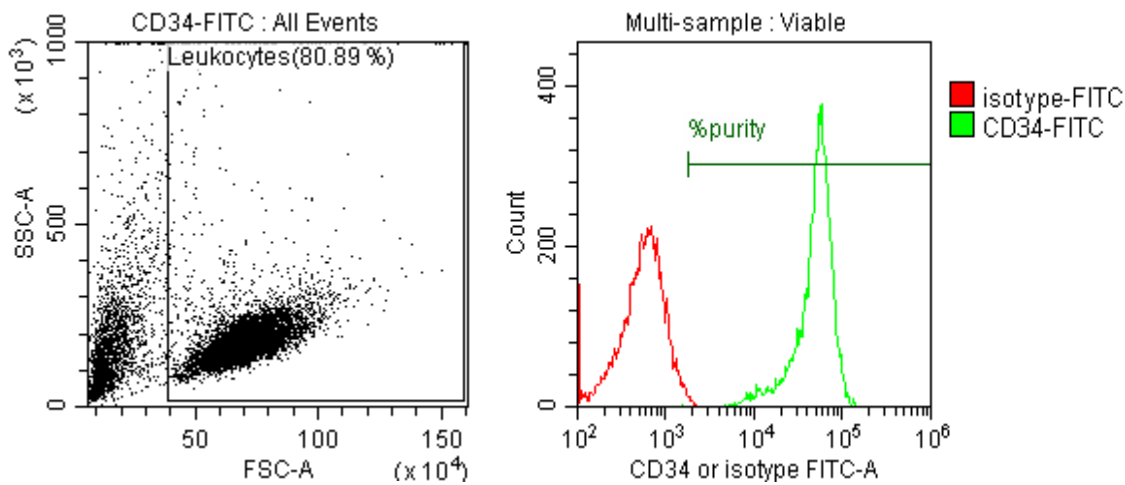 CD34-FITC : All Events
Leukocytes(80.89 %)
(x 10³)
SSC-A
1000
500
0
50
100
150
FSC-A
(x 10⁴)
Multi-sample : Viable
%purity
Count
400
200
0
10²
10³
10⁴
10⁵
10⁶
CD34 or isotype FITC-A
isotype-FITC
CD34-FITC